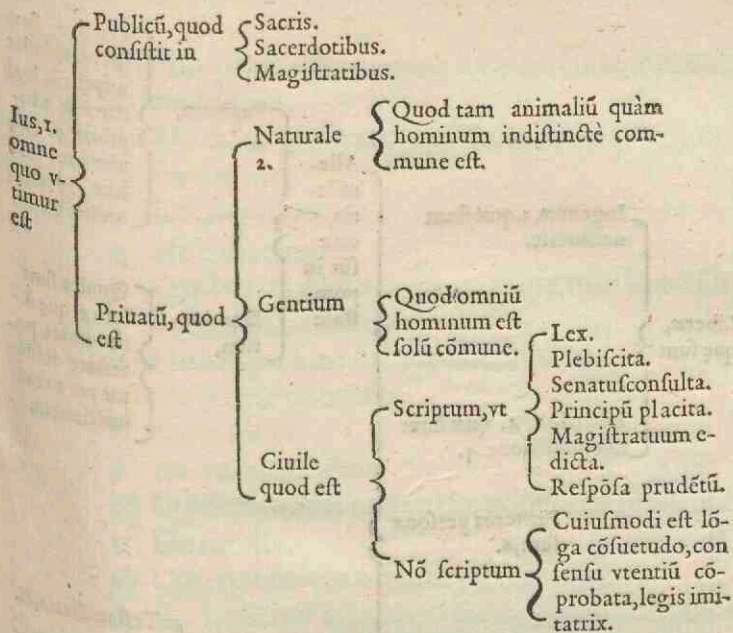 Ius,1.
omne
quo v-
timur
est
Publicũ,quod
conſiſtit in
Sacris.
Sacerdotibus.
Magiſtratibus.
Priuatũ,quod
eſt
Naturale
2.
Quod tam animaliũ quàm
hominum indiſtinctè com-
mune eſt.
Gentium
Quod omniũ
hominum eſt
ſolũ cõmune.
Ciuile
quod eſt
Scriptum,vt
Lex.
Plebiſcita.
Senatuſconſulta.
Principũ placita.
Magiſtratuum e-
dicta.
Reſpõſa prudẽtũ.
Nõ ſcriptum
Cuiuſmodi eſt lõ-
ga cõſuetudo,con
ſenſu vtentiũ cõ-
probata,legis imi-
tatrix.